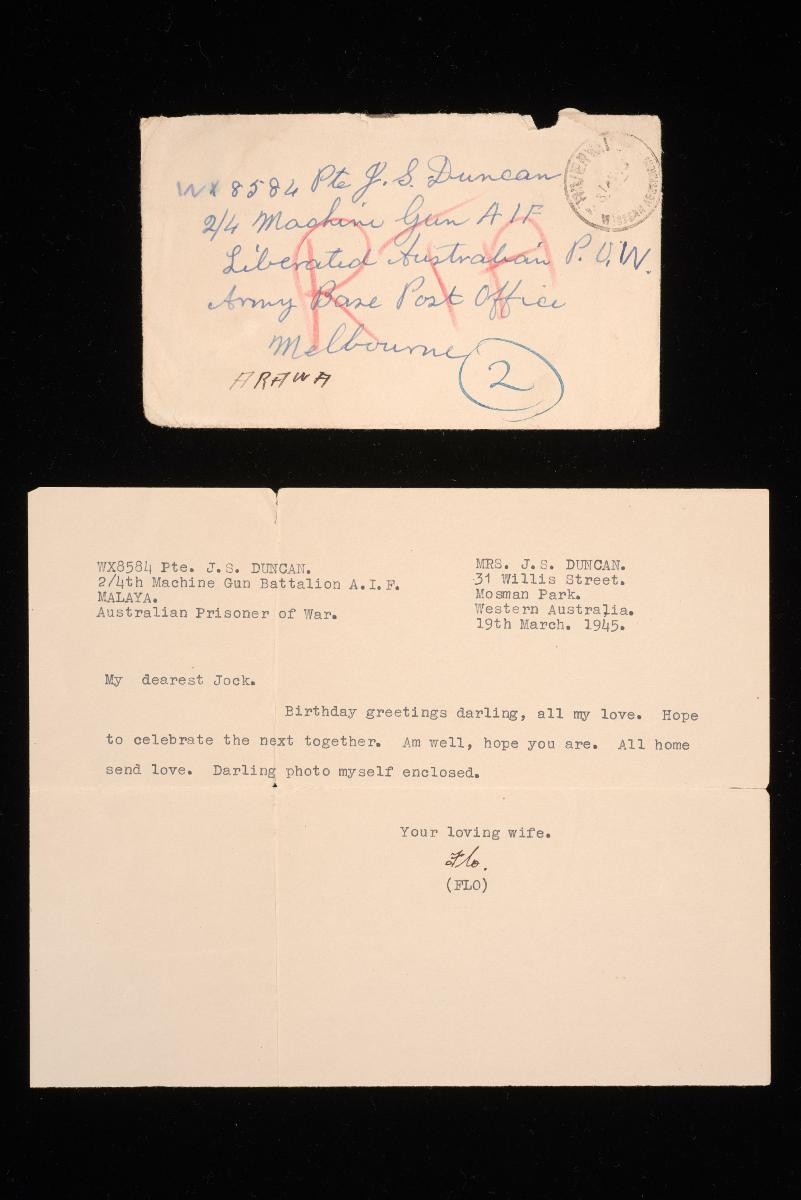 WX 8584 Pte J. S. Duncan
2/4 Machine Gun AIF
Liberated Australian P.O.W.
Army Base Post Office
Melbourne
ARAWA
2
WX8584 Pte. J.S. DUNCAN.
2/4th Machine Gun Battalion A.I.F.
MALAYA.
Australian Prisoner of War.
MRS. J.S. DUNCAN.
31 Willis Street.
Mosman Park.
Western Australia.
19th March. 1945.
My dearest Jock.
Birthday greetings darling, all my love. Hope
to celebrate the next together. Am well, hope you are. All home
send love. Darling photo myself enclosed.
Your loving wife.
Flo.
(FLO)